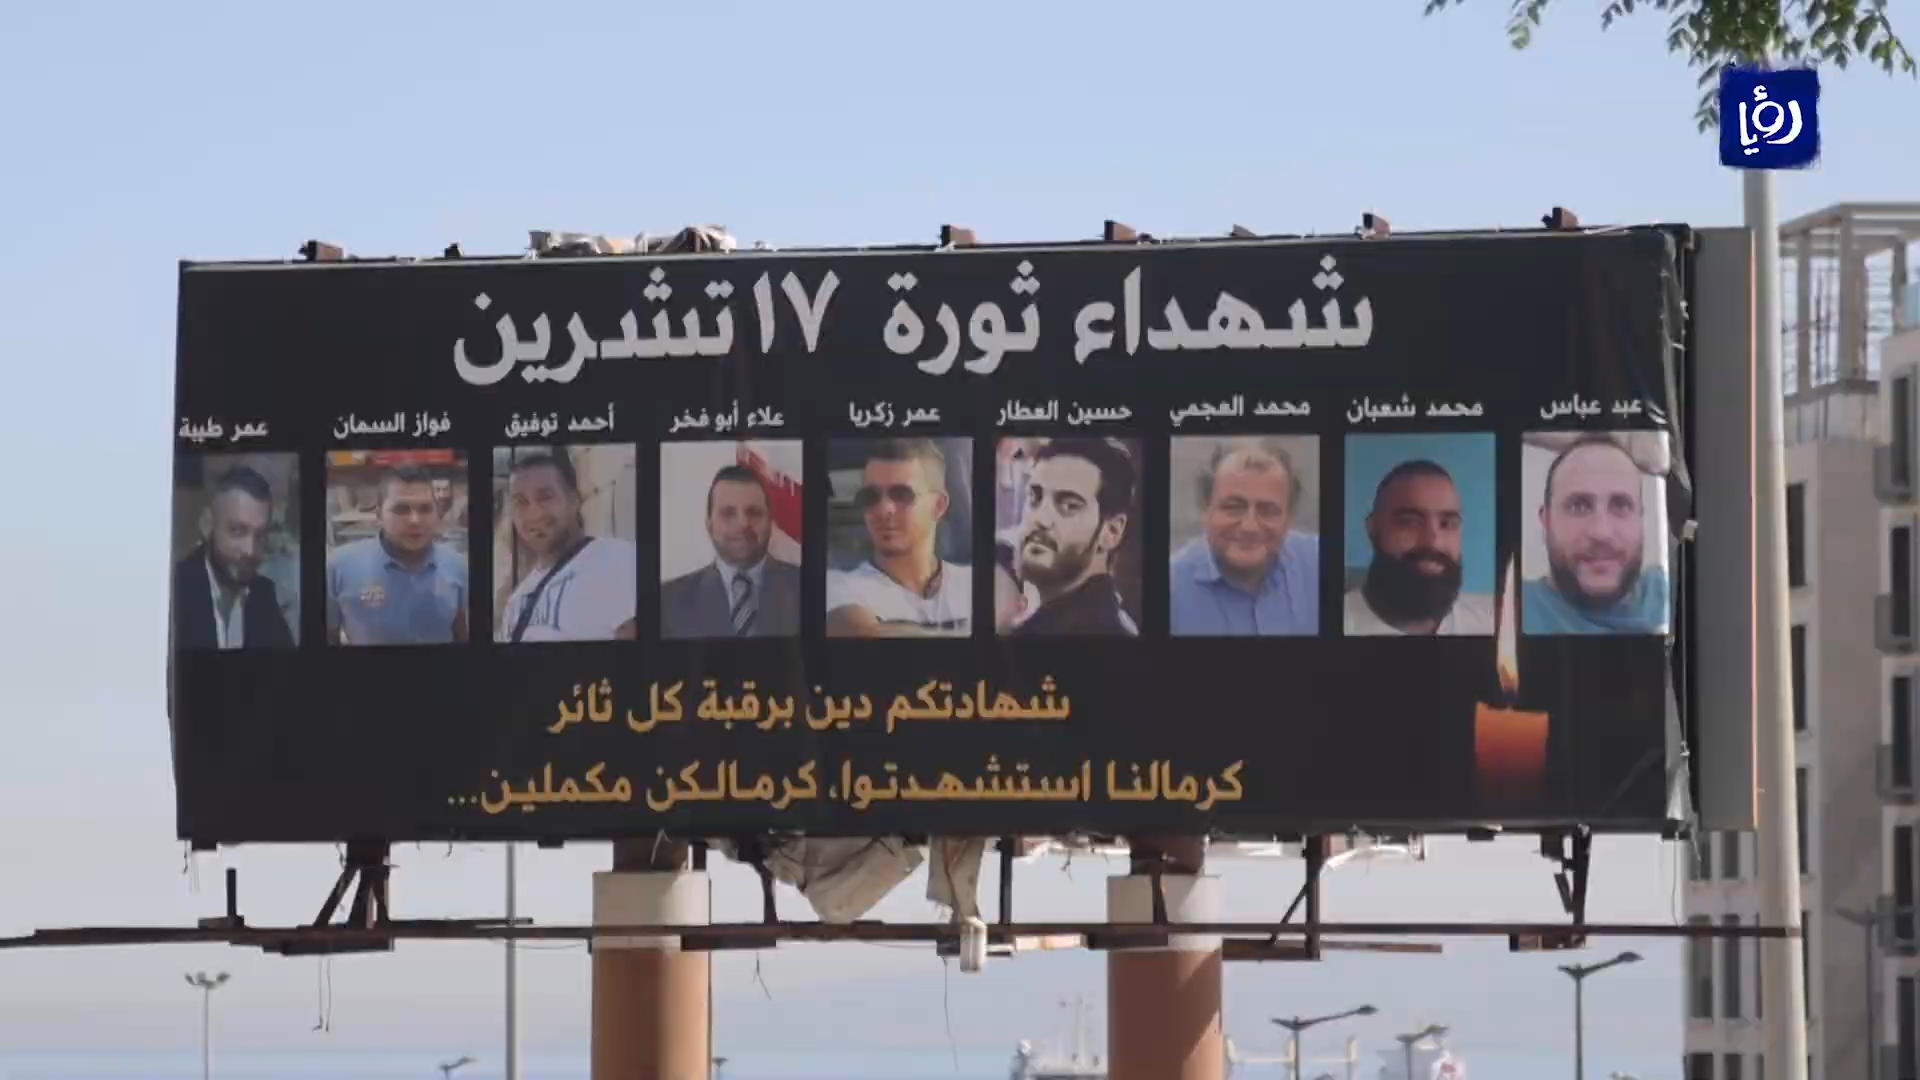 رؤيا
شهداء ثورة ١٧ تشرين
عبد عباس
محمد شعبان
محمد العجمي
حسين العطار
عمر زكريا
علاء أبو فخر
أحمد توفيق
فواز السمان
عمر طيبة
شهادتكم دين برقبة كل ثائر
كرمالنا استشهدتوا، كرمالكن مكملين...